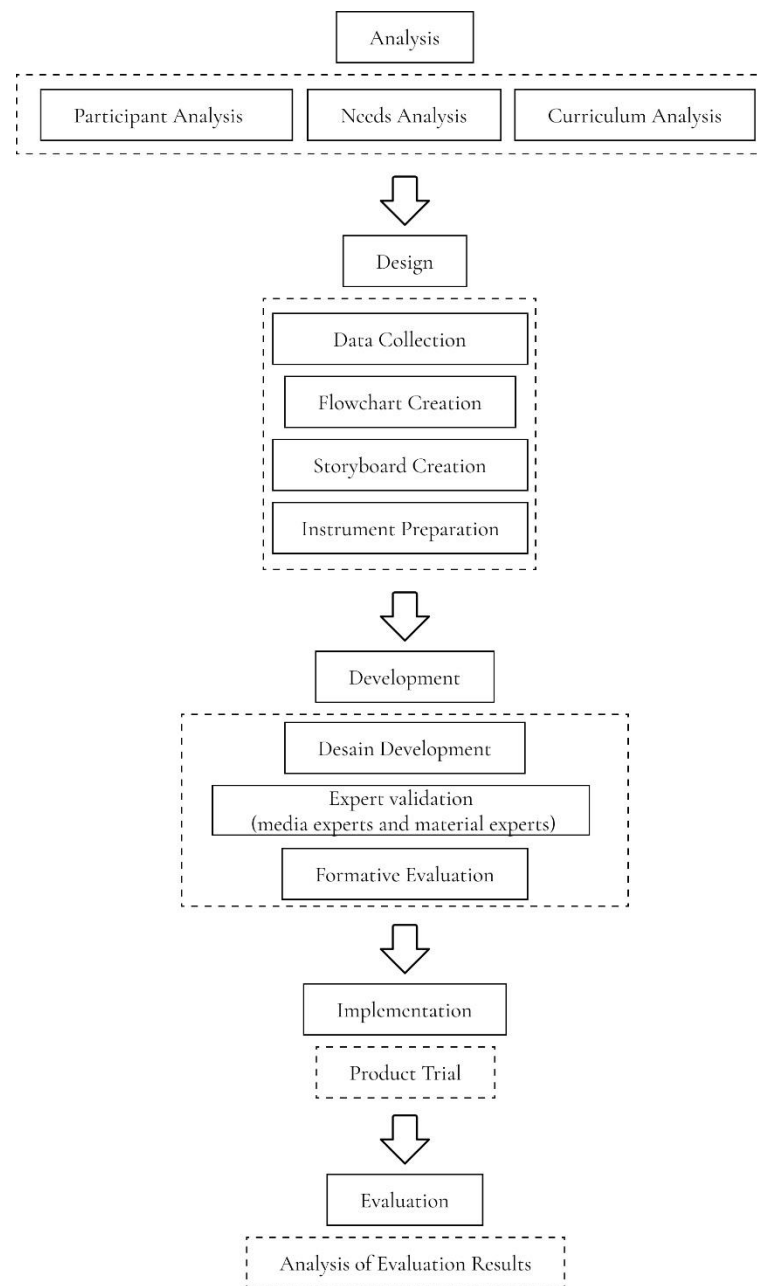 Analysis
Participant Analysis
Needs Analysis
Curriculum Analysis
Design
Data Collection
Flowchart Creation
Storyboard Creation
Instrument Preparation
Development
Desain Development
Expert validation
(media experts and material experts)
Formative Evaluation
Implementation
Product Trial
Evaluation
Analysis of Evaluation Results